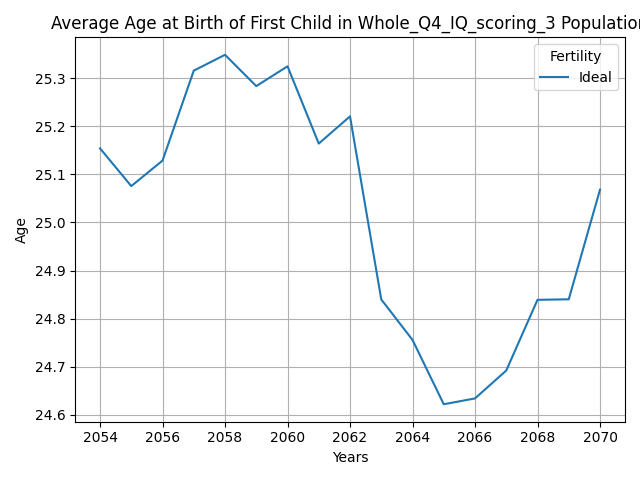 Average Age at Birth of First Child in Whole_Q4_IQ_scoring_3 Population
Fertility
Ideal
Age
25.3
25.2
25.1
25.0
24.9
24.8
24.7
24.6
2054 2056 2058 2060 2062 2064 2066 2068 2070
Years